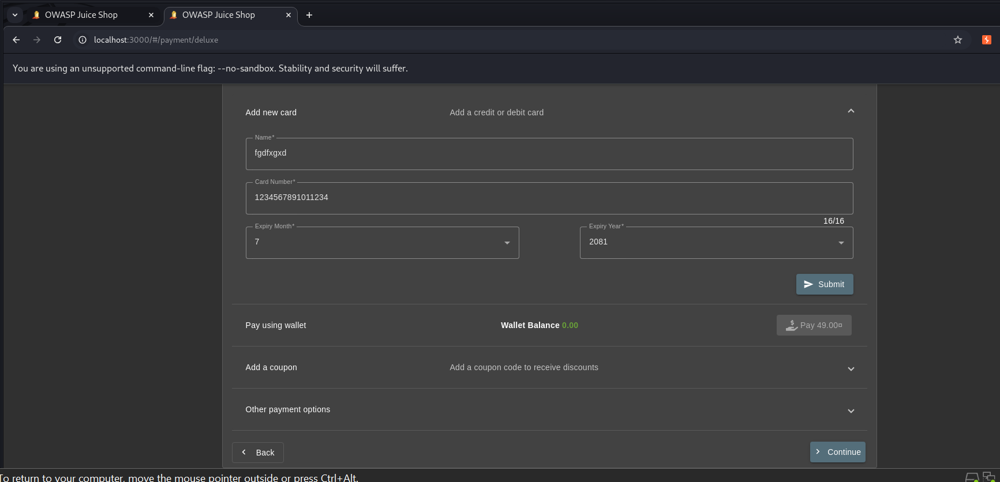 OWASP Juice Shop
OWASP Juice Shop
localhost:3000/#/payment/deluxe
You are using an unsupported command-line flag: --no-sandbox. Stability and security will suffer.
Add new card Add a credit or debit card
Name*
fgdfxgxd
Card Number*
1234567891011234
16/16
Expiry Month* Expiry Year*
7 2081
Submit
Pay using wallet Wallet Balance 0.00 Pay 49.00¤
Add a coupon Add a coupon code to receive discounts
Other payment options
Back Continue
To return to your computer, move the mouse pointer outside or press Ctrl+Alt.